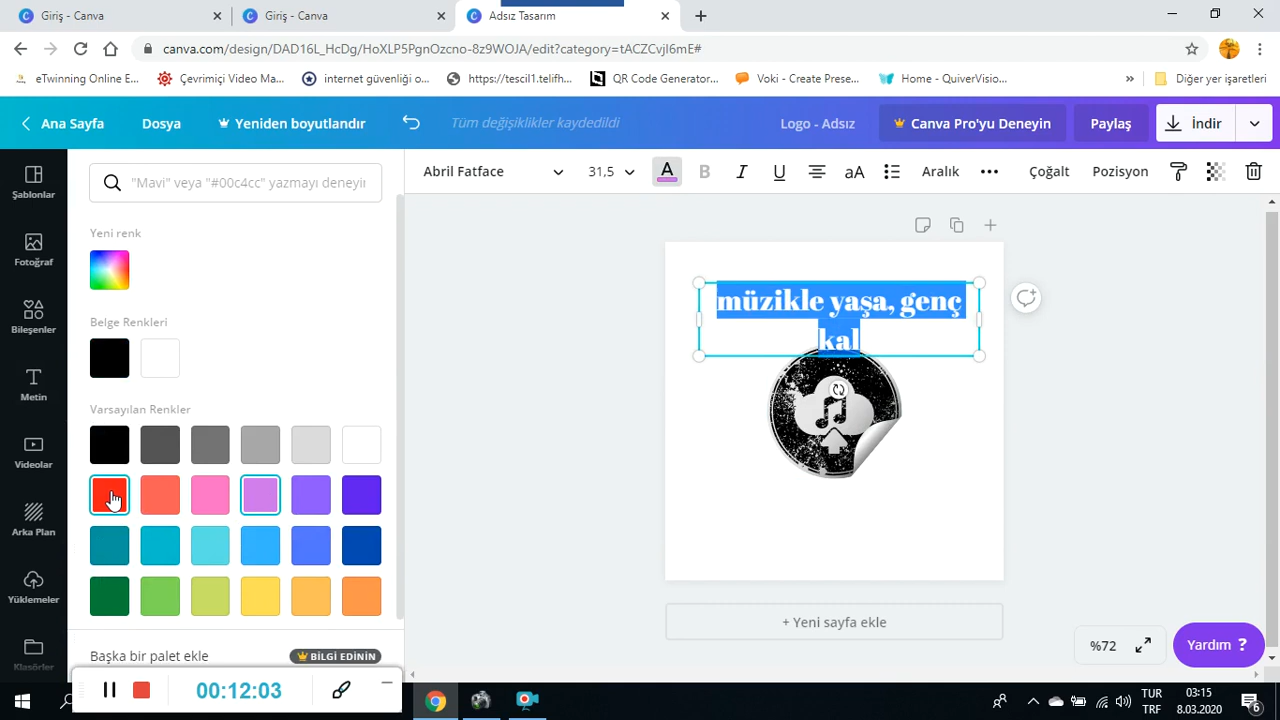 Giriş - Canva
Giriş - Canva
Adsız Tasarım
canva.com/design/DAD16L_HcDg/HoXLP5PgnOzcno-8z9WOJA/edit?category=tACZCvjI6mE#
eTwinning Online E...
Çevrimiçi Video Ma...
internet güvenliği o...
https://tescil1.telifh...
QR Code Generator...
Voki - Create Prese...
Home - QuiverVisio...
»
Diğer yer işaretleri
Ana Sayfa
Dosya
Yeniden boyutlandır
Tüm değişiklikler kaydedildi
Logo - Adsız
Canva Pro'yu Deneyin
Paylaş
İndir
Şablonlar
Fotoğraf
Bileşenler
Metin
Videolar
Arka Plan
Yüklemeler
Klasörler
"Mavi" veya "#00c4cc" yazmayı deneyin
Yeni renk
Belge Renkleri
Varsayılan Renkler
Başka bir palet ekle
BİLGİ EDİNİN
Abril Fatface
31,5
A
B
I
U
aA
Aralık
Çoğalt
Pozisyon
müzikle yaşa, genç
kal
+ Yeni sayfa ekle
%72
Yardım ?
00:12:03
TUR
TRF
03:15
8.03.2020
6